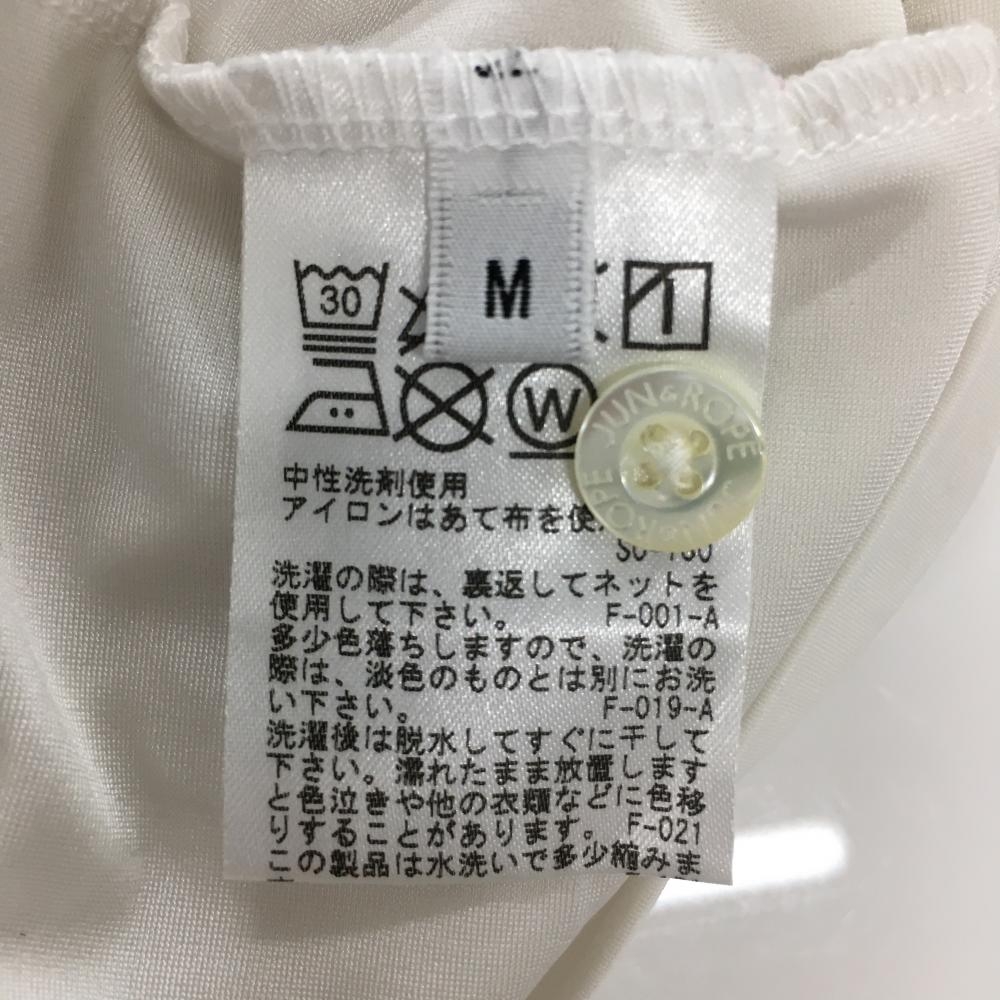 M
30
W
JUN&ROPE
JUN&ROPE
中性洗剤使用
アイロンはあて布を使
洗濯の際は、裏返してネットを
使用して下さい。 F-001-A
多少色落ちしますので、洗濯の
際は、淡色のものとは別にお洗
い下さい。 F-019-A
洗濯後は脱水してすぐに干して
下さい。濡れたまま放置します
と色泣きや他の衣類などに色移
りすることがあります。 F-021
この製品は水洗いで多少縮みま